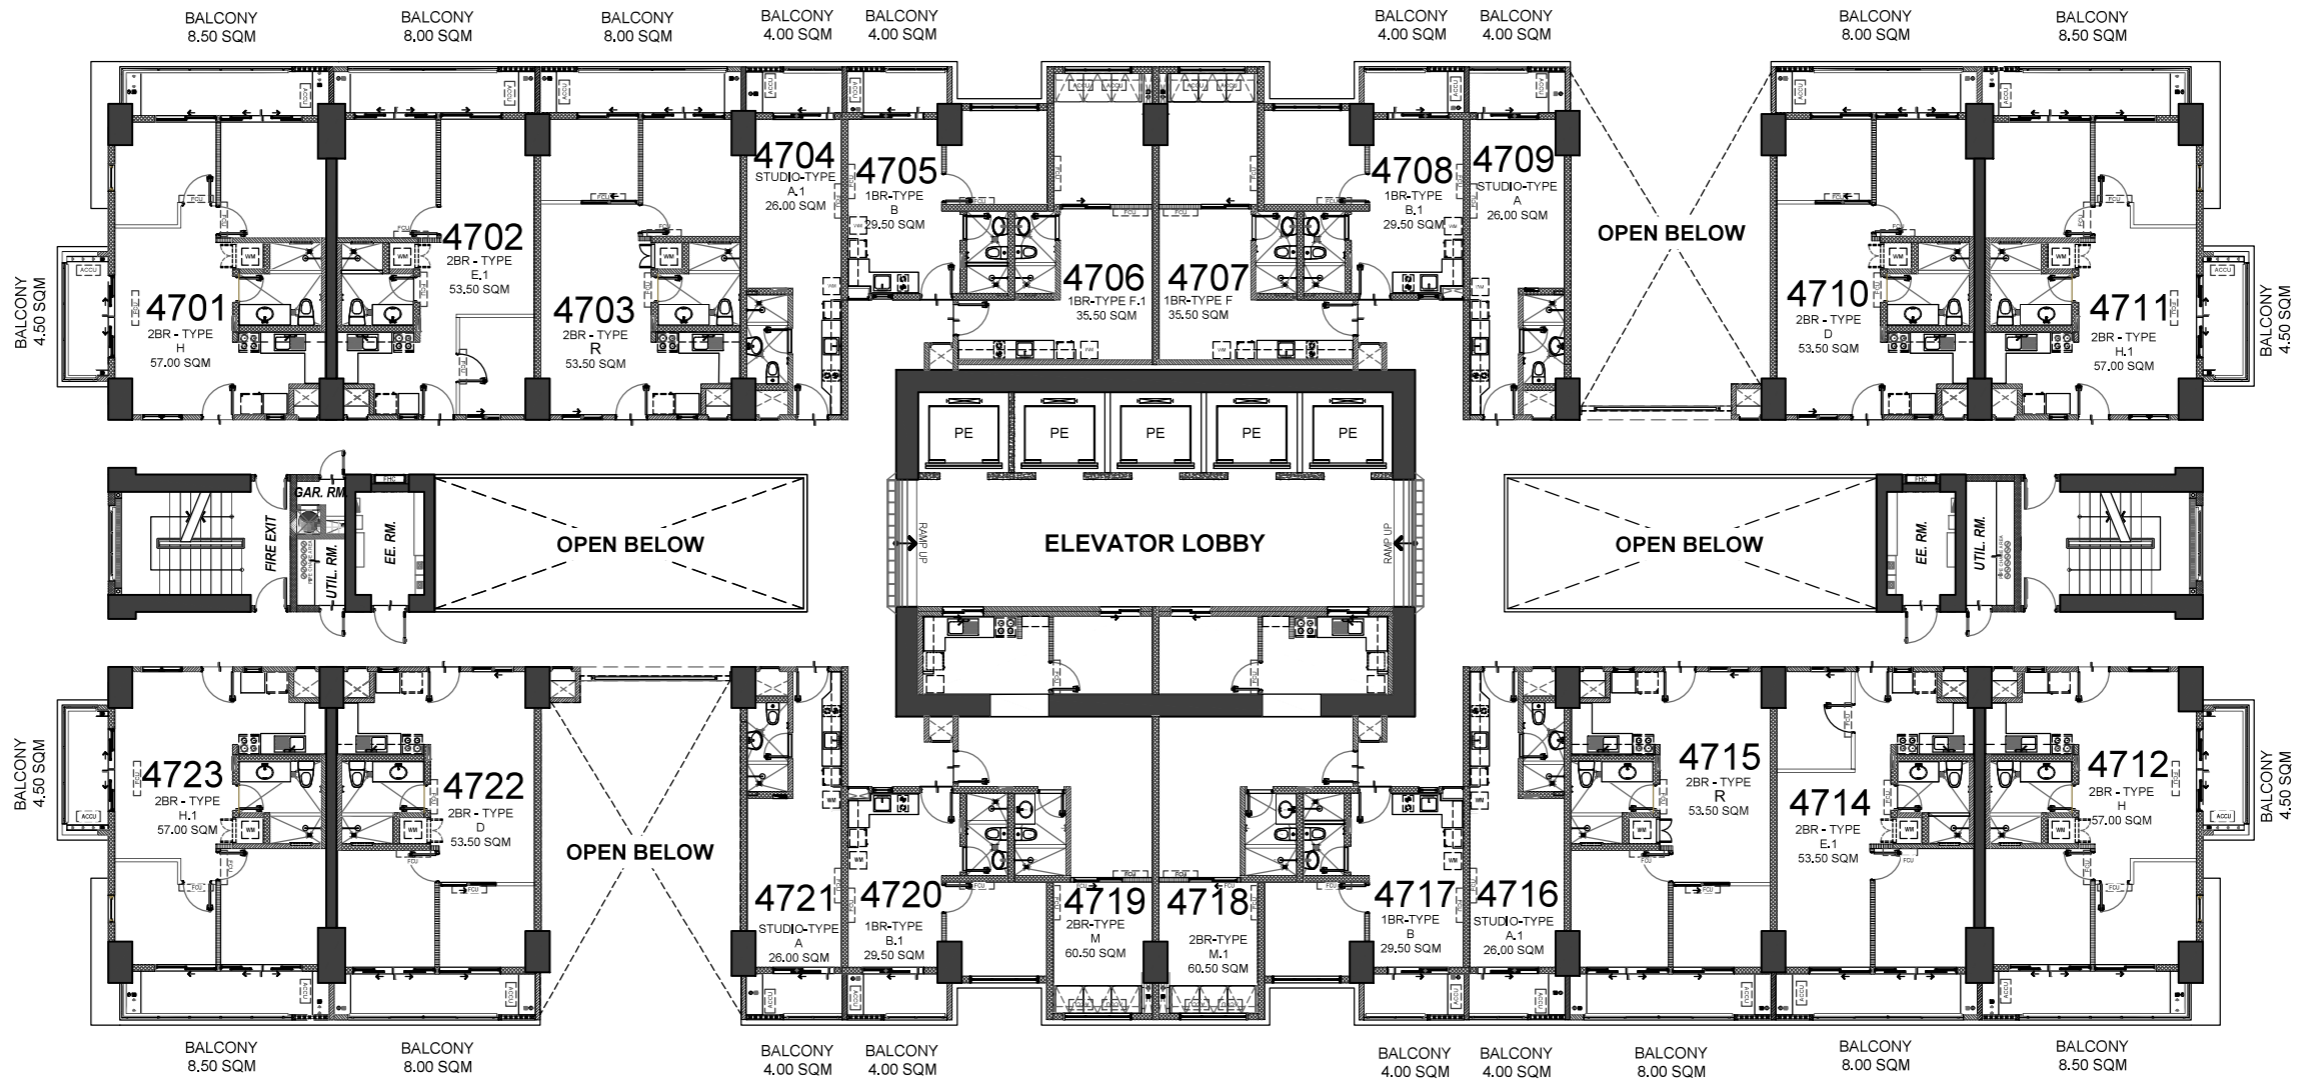 BALCONY
8.50 SQM
BALCONY
8.00 SQM
BALCONY
8.00 SQM
BALCONY
4.00 SQM
BALCONY
4.00 SQM
BALCONY
4.00 SQM
BALCONY
4.00 SQM
BALCONY
8.00 SQM
BALCONY
8.50 SQM
4701
2BR - TYPE
H
57.00 SQM
4702
2BR - TYPE
E.1
53.50 SQM
4703
2BR - TYPE
R
53.50 SQM
4704
STUDIO-TYPE
A.1
26.00 SQM
4705
1BR-TYPE
B
29.50 SQM
4706
1BR-TYPE F.1
35.50 SQM
4707
1BR-TYPE F
35.50 SQM
4708
1BR-TYPE
B.1
29.50 SQM
4709
STUDIO-TYPE
A
26.00 SQM
OPEN BELOW
4710
2BR - TYPE
D
53.50 SQM
4711
2BR - TYPE
H.1
57.00 SQM
BALCONY
4.50 SQM
BALCONY
4.50 SQM
PE
PE
PE
PE
PE
FIRE EXIT
GAR. RM.
UTIL. RM.
FHC
EE. RM.
OPEN BELOW
RAMP UP
ELEVATOR LOBBY
RAMP UP
OPEN BELOW
FHC
EE. RM.
UTIL. RM.
BALCONY
4.50 SQM
BALCONY
4.50 SQM
4723
2BR - TYPE
H.1
57.00 SQM
4722
2BR - TYPE
D
53.50 SQM
OPEN BELOW
4721
STUDIO-TYPE
A
26.00 SQM
4720
1BR-TYPE
B.1
29.50 SQM
4719
2BR-TYPE
M
60.50 SQM
4718
2BR-TYPE
M.1
60.50 SQM
4717
1BR-TYPE
B
29.50 SQM
4716
STUDIO-TYPE
A.1
26.00 SQM
4715
2BR - TYPE
R
53.50 SQM
4714
2BR - TYPE
E.1
53.50 SQM
4712
2BR - TYPE
H
57.00 SQM
BALCONY
8.50 SQM
BALCONY
8.00 SQM
BALCONY
4.00 SQM
BALCONY
4.00 SQM
BALCONY
4.00 SQM
BALCONY
4.00 SQM
BALCONY
8.00 SQM
BALCONY
8.00 SQM
BALCONY
8.50 SQM